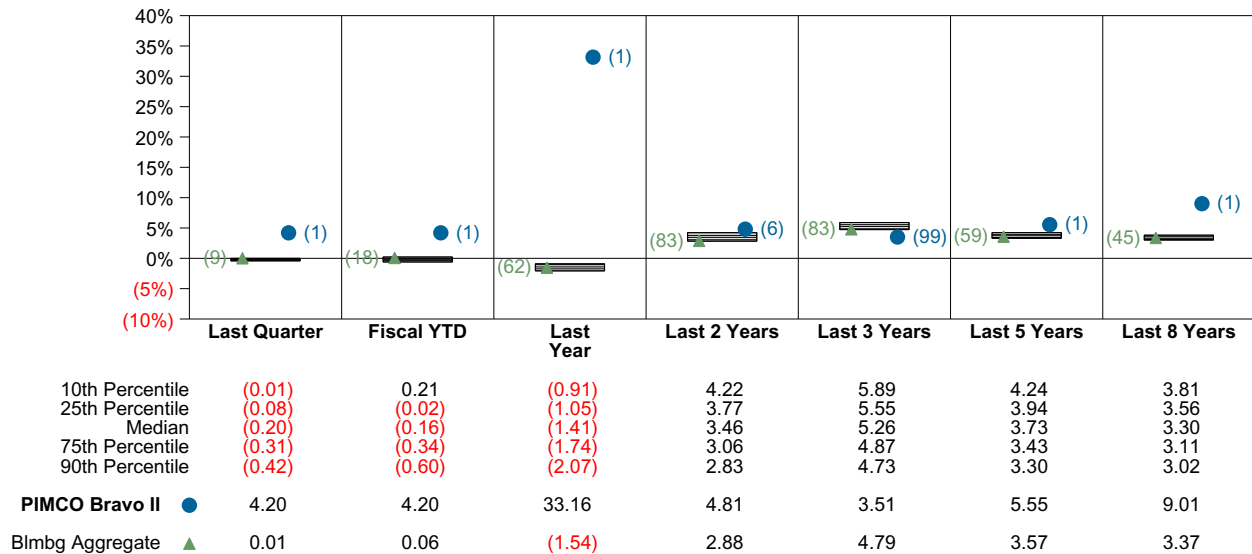 40%
35%
30%
25%
20%
15%
10%
5%
0%
(5%)
(10%)
(9) (1)
(18) (1)
(62) (1)
(83) (6)
(83) (99)
(59) (1)
(45) (1)
Last Quarter Fiscal YTD Last Year Last 2 Years Last 3 Years Last 5 Years Last 8 Years
10th Percentile (0.01) 0.21 (0.91) 4.22 5.89 4.24 3.81
25th Percentile (0.08) (0.02) (1.05) 3.77 5.55 3.94 3.56
Median (0.20) (0.16) (1.41) 3.46 5.26 3.73 3.30
75th Percentile (0.31) (0.34) (1.74) 3.06 4.87 3.43 3.11
90th Percentile (0.42) (0.60) (2.07) 2.83 4.73 3.30 3.02
PIMCO Bravo II 4.20 4.20 33.16 4.81 3.51 5.55 9.01
Blmbg Aggregate 0.01 0.06 (1.54) 2.88 4.79 3.57 3.37